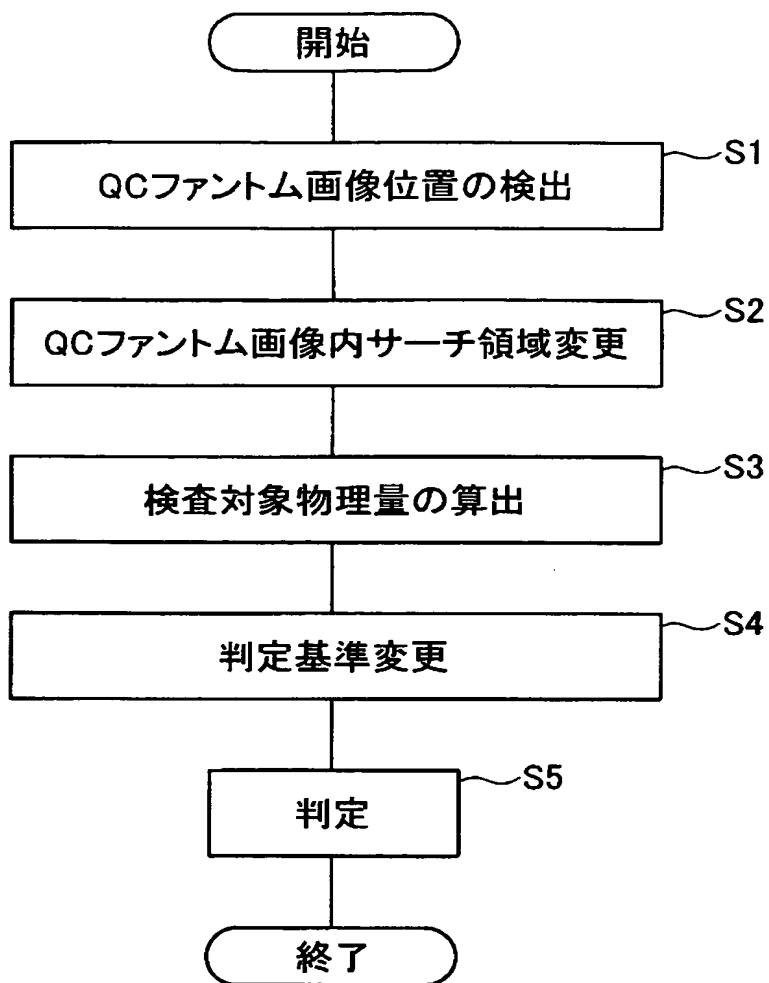 開始
S1
QCファントム画像位置の検出
S2
QCファントム画像内サーチ領域変更
S3
検査対象物理量の算出
S4
判定基準変更
S5
判定
終了